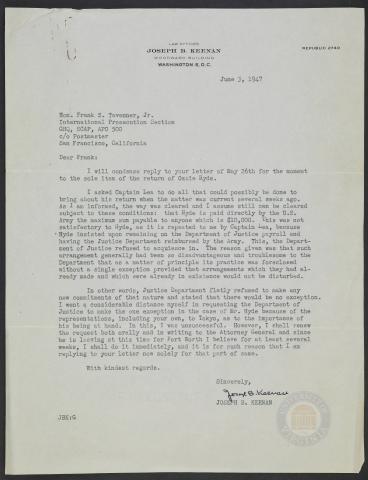 LAW OFFICES
JOSEPH B. KEENAN
WOODWARD BUILDING
WASHINGTON 5, D.C.
REPUBLIC 2740
June 3, 1947
Hon. Frank S. Tavenner, Jr.
International Prosecution Section
GHQ, SCAP, APO 500
c/o Postmaster
San Francisco, California
Dear Frank:
I will condense reply to your letter of May 26th for the moment
to the sole item of the return of Ozzie Hyde.
I asked Captain Lea to do all that could possibly be done to
bring about his return when the matter was current several weeks ago.
As I am informed, the way was cleared and I assume still can be cleared
subject to these conditions: that Hyde is paid directly by the U.S.
Army the maximum sum payable to anyone which is $10,000. This was not
satisfactory to Hyde, as it is repeated to me by Captain Lea, because
Hyde insisted upon remaining on the Department of Justice payroll and
having the Justice Department reimbursed by the Army. This, the Depart-
ment of Justice refused to acquiesce in. The reason given was that such
arrangement generally had been so disadvantageous and troublesome to the
Department that as a matter of principle its practice was foreclosed
without a single exception provided that arrangements which they had al-
ready made and which were already in existence would not be disturbed.
In other words, Justice Department flatly refused to make any
new commitments of that nature and stated that there would be no exception.
I went a considerable distance myself in requesting the Department of
Justice to make the one exception in the case of Mr. Hyde because of the
representations, including your own, to Tokyo, as to the importance of
his being at hand. In this, I was unsuccessful. However, I shall renew
the request both orally and in writing to the Attorney General and since
he is leaving at this time for Fort Worth I believe for at least several
weeks, I shall do it immediately, and it is for such reason that I am
replying to your letter now solely for that part of same.
With kindest regards.
Sincerely,
Joseph B. Keenan
JOSEPH B. KEENAN
JBK:G
UNIVERSITY
VIRGINIA